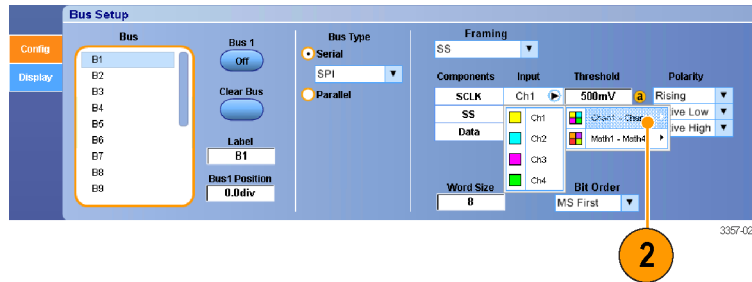 Bus Setup
Config
Display
Bus
B1
B2
B3
B4
B5
B6
B7
B8
B9
Bus 1
Off
Clear Bus
Label
B1
Bus1 Position
0.0div
Bus Type
Serial
SPI
Parallel
Framing
SS
Components Input Threshold Polarity
SCLK Ch1 500mV a Rising
SS ive Low
Data ive High
Ch1
Ch2
Ch3
Ch4
Chan1 - Chan
Math1 - Math4
Word Size
8
Bit Order
MS First
3357-02
2